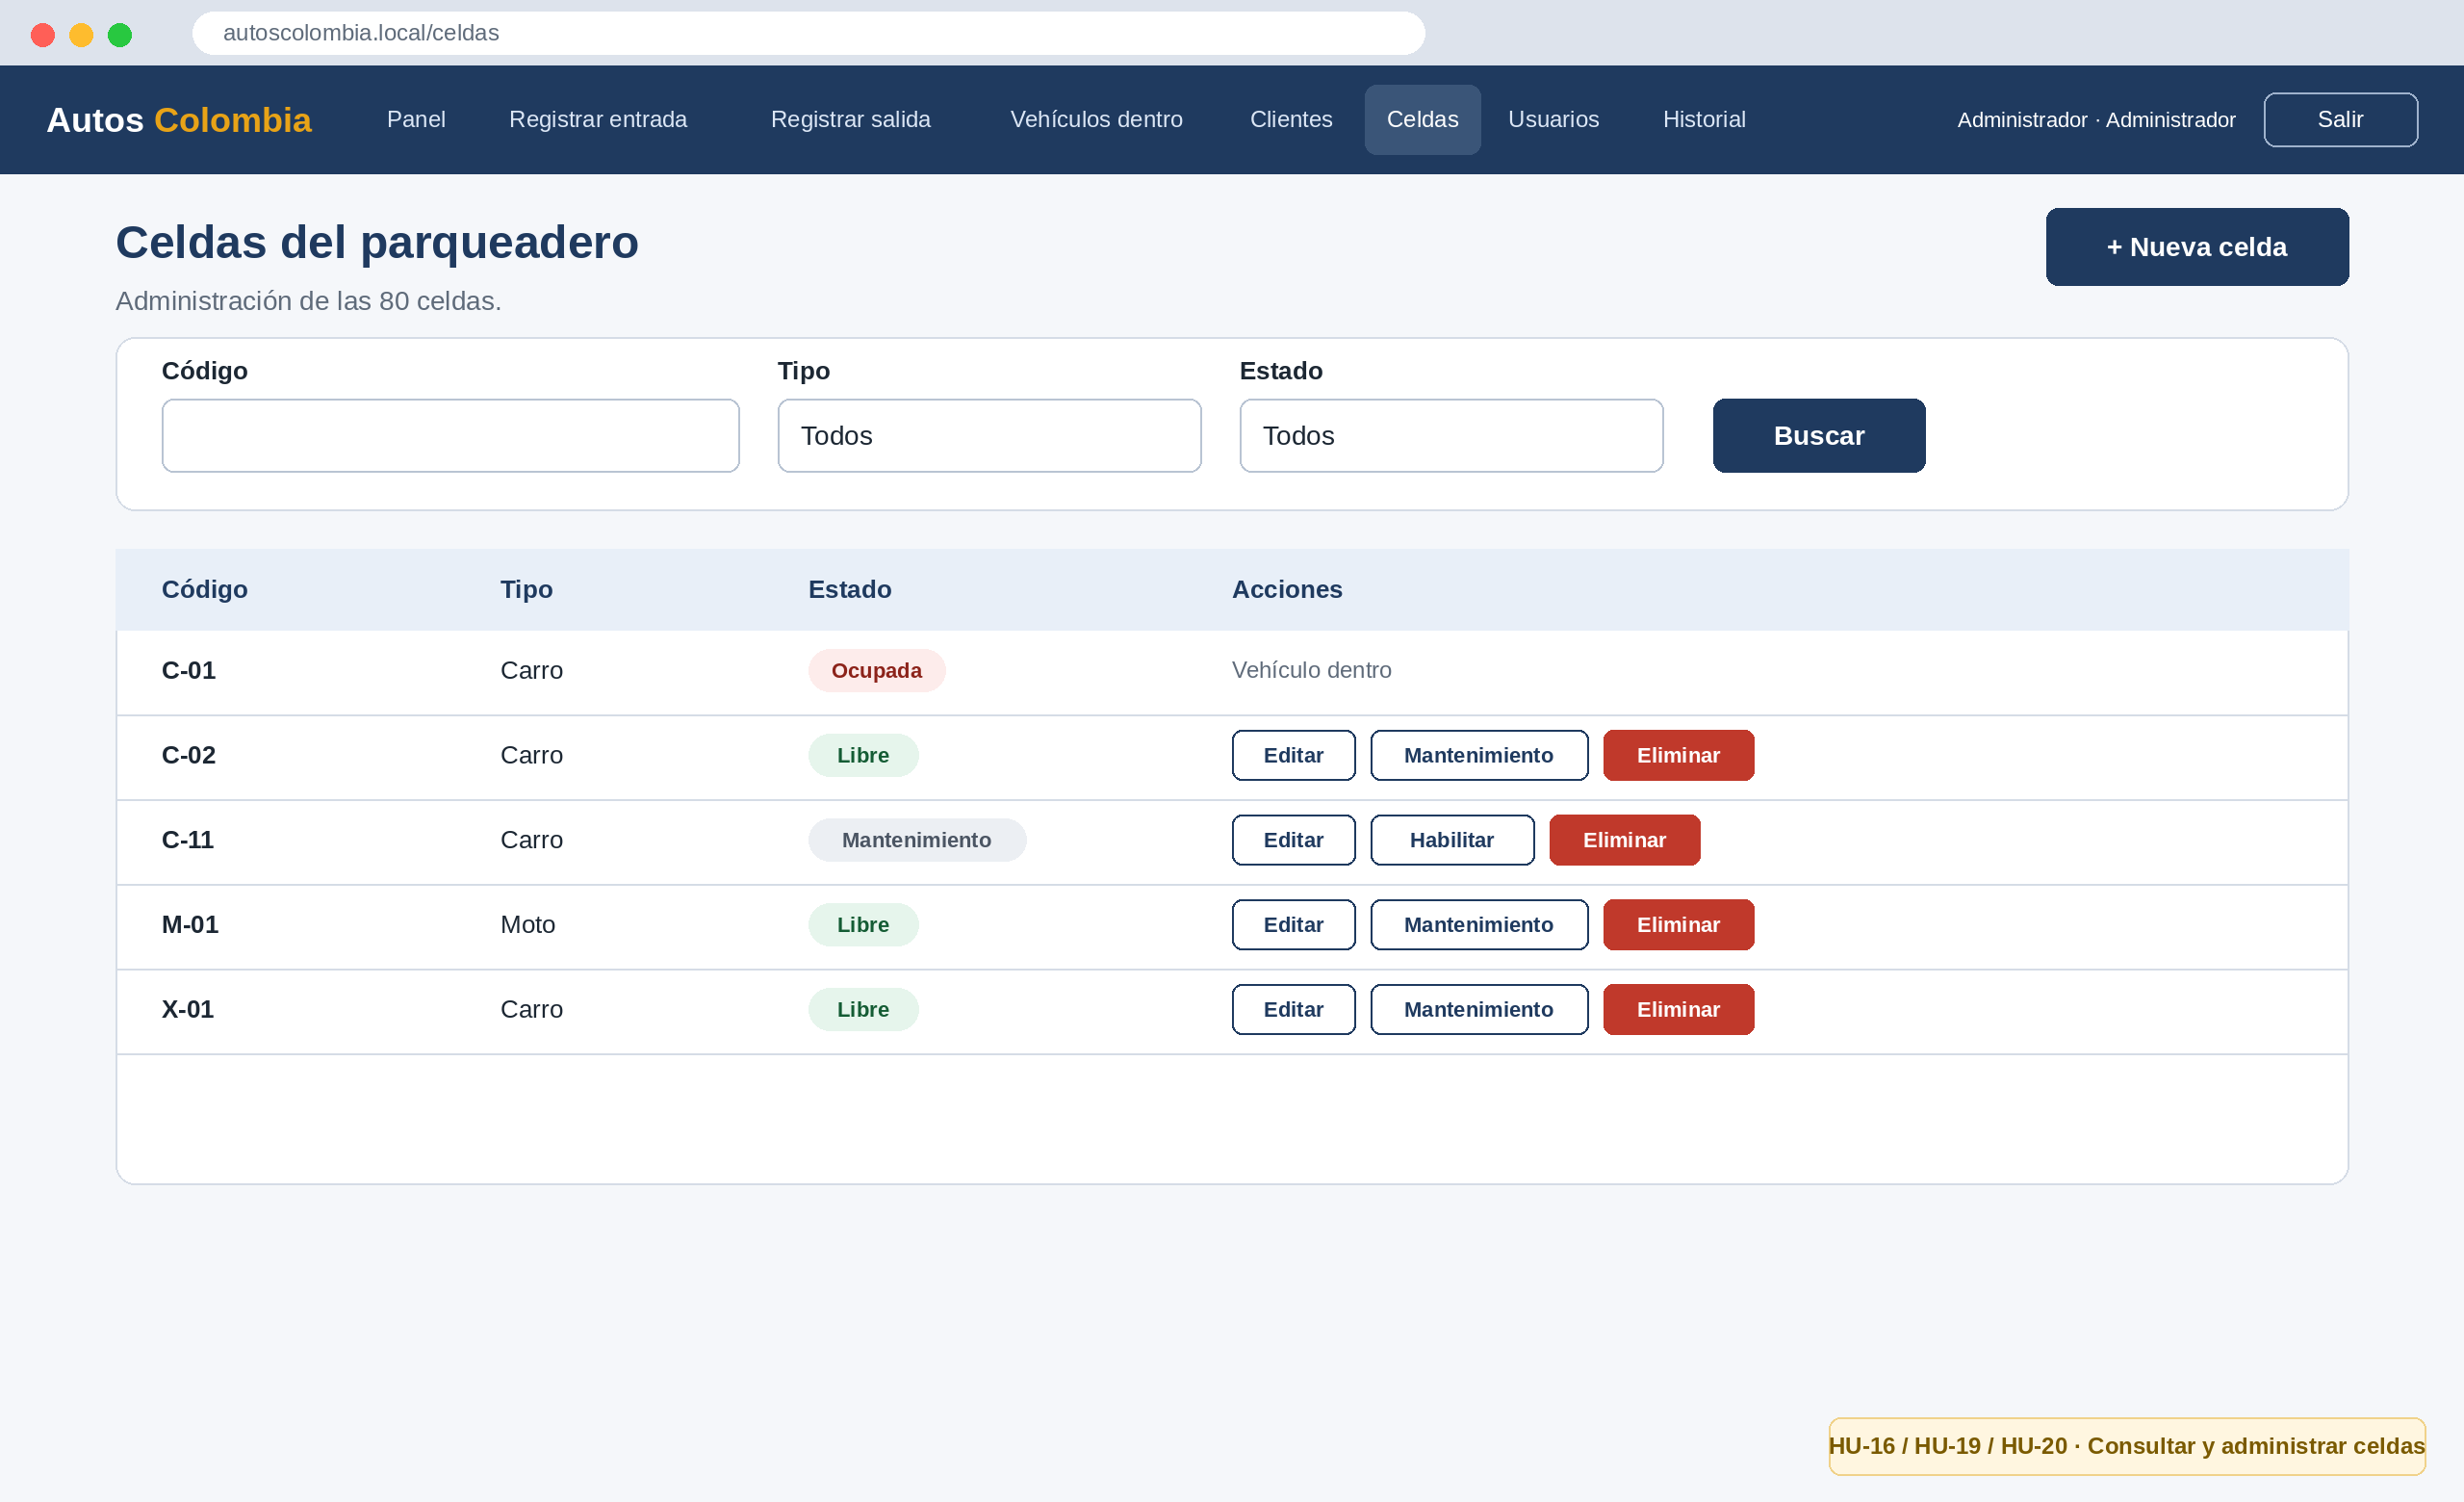 autoscolombia.local/celdas
Autos Colombia Panel Registrar entrada Registrar salida Vehículos dentro Clientes Celdas Usuarios Historial Administrador · Administrador Salir
Celdas del parqueadero
+ Nueva celda
Administración de las 80 celdas.
Código Tipo Estado
Todos Todos Buscar
Código Tipo Estado Acciones
C-01 Carro Ocupada Vehículo dentro
C-02 Carro Libre Editar Mantenimiento Eliminar
C-11 Carro Mantenimiento Editar Habilitar Eliminar
M-01 Moto Libre Editar Mantenimiento Eliminar
X-01 Carro Libre Editar Mantenimiento Eliminar
HU-16 / HU-19 / HU-20 · Consultar y administrar celdas